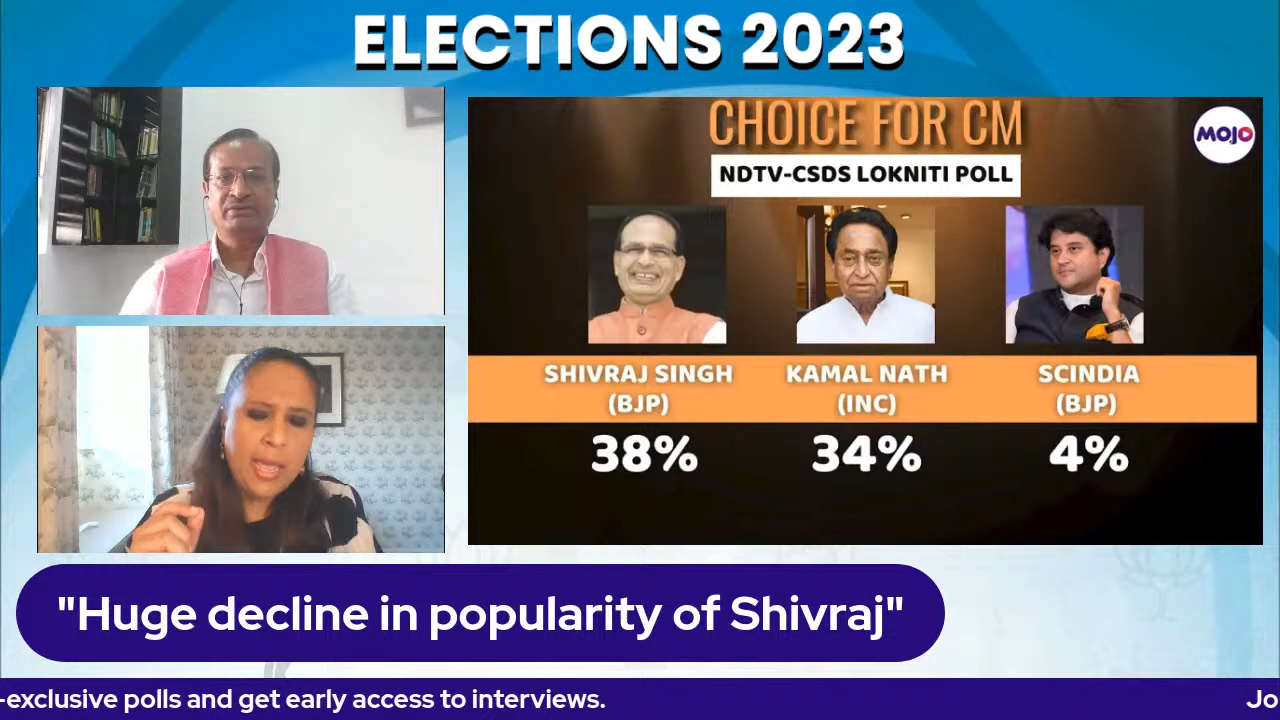 ELECTIONS 2023
CHOICE FOR CM
MOJO
NDTV-CSDS LOKNITI POLL
SHIVRAJ SINGH
(BJP)
38%
KAMAL NATH
(INC)
34%
SCINDIA
(BJP)
4%
"Huge decline in popularity of Shivraj"
-exclusive polls and get early access to interviews.
Jo